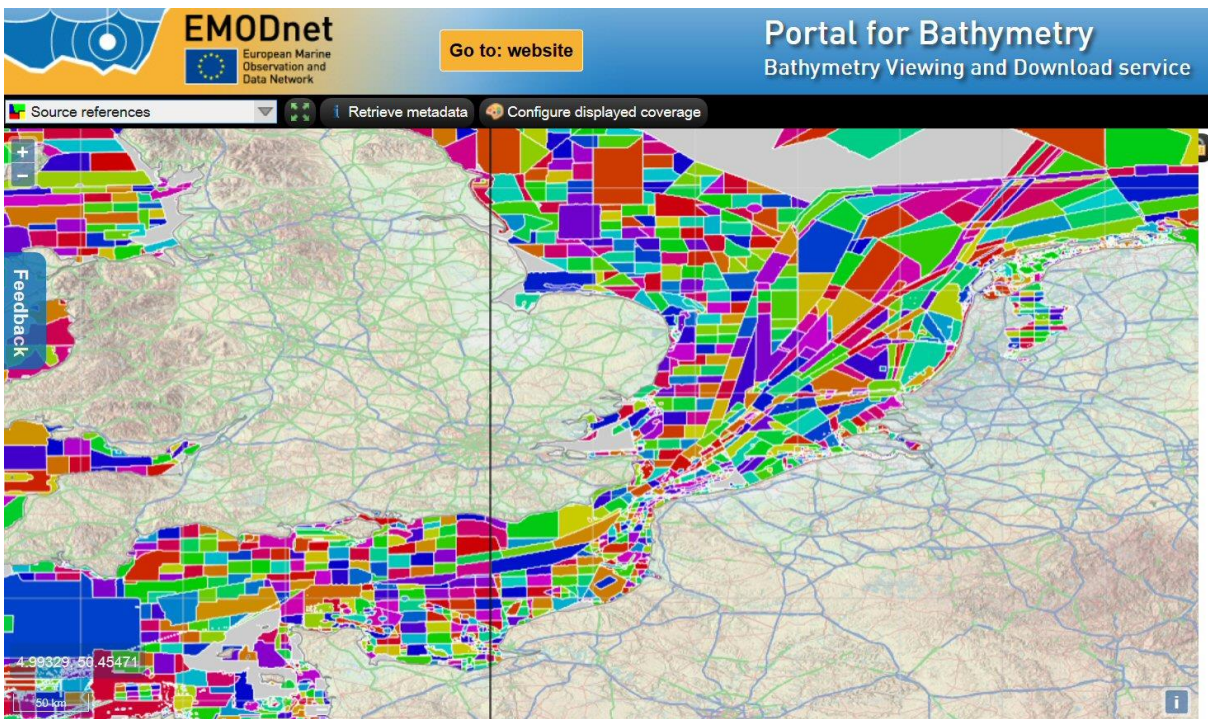 EMODnet
European Marine
Observation and
Data Network
Go to: website
Portal for Bathymetry
Bathymetry Viewing and Download service
Source references
i Retrieve metadata
Configure displayed coverage
+
−
Feedback
4.99329, 50.45471
50 km
i